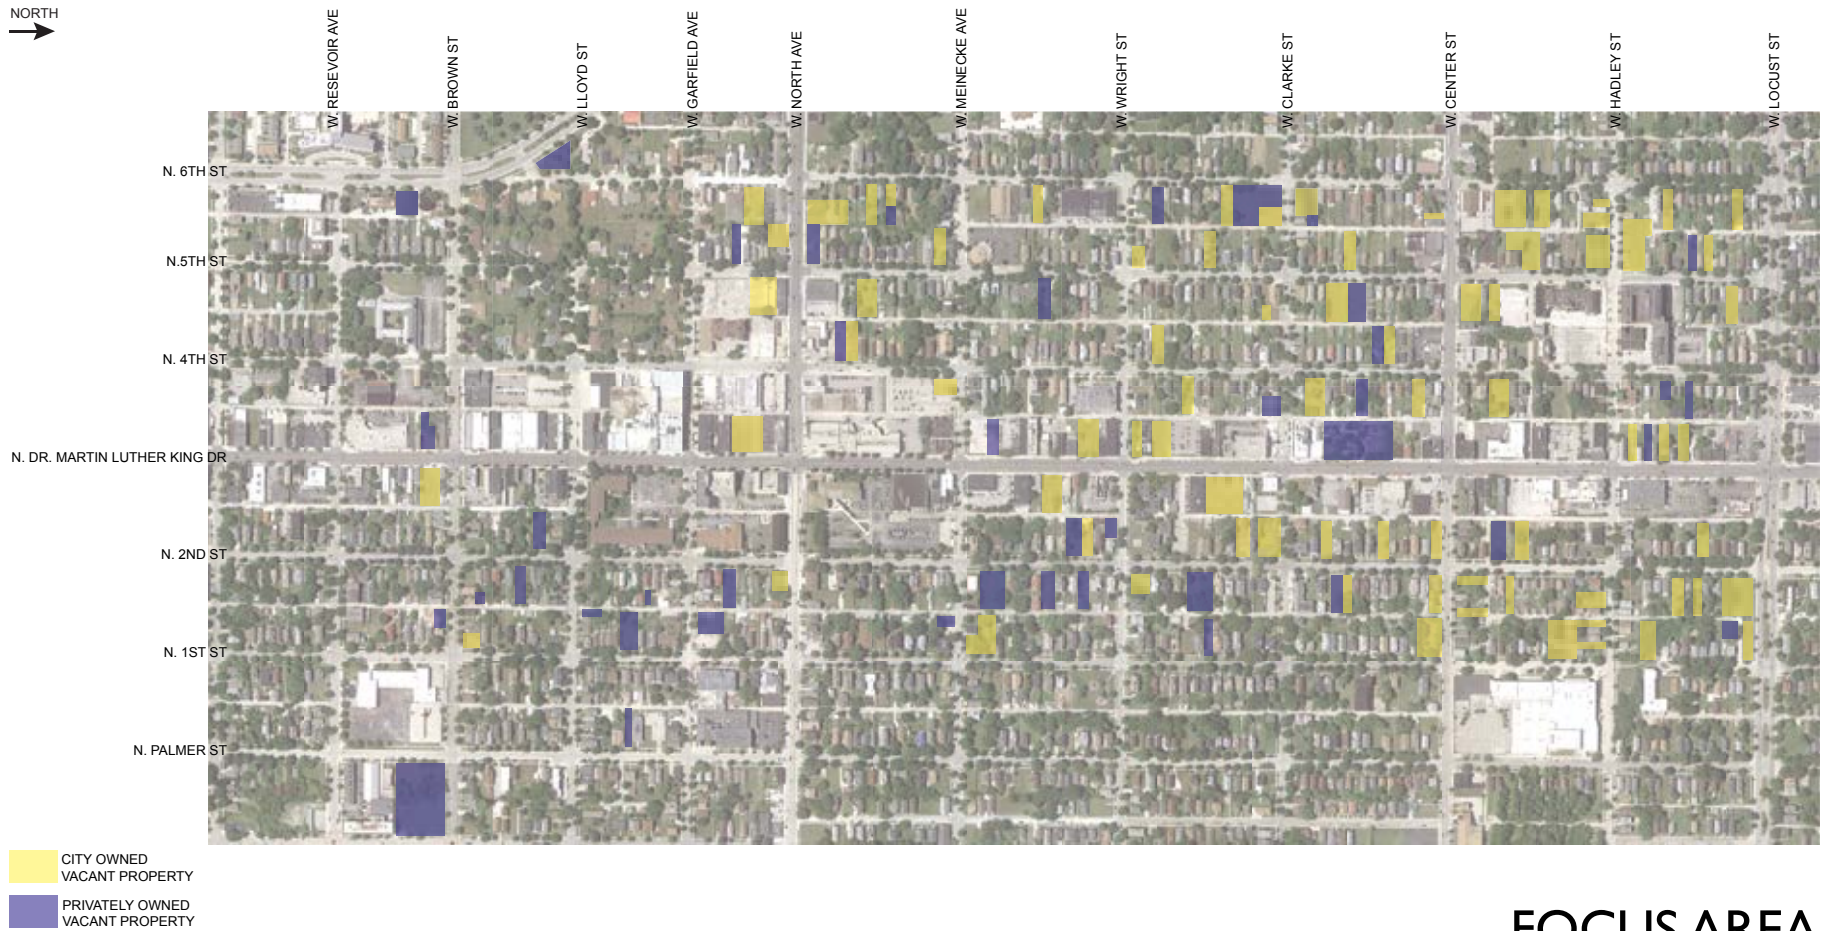 NORTH
W. RESEVOIR AVE
W. BROWN ST
W. LLOYD ST
W. GARFIELD AVE
W. NORTH AVE
W. MEINECKE AVE
W. WRIGHT ST
W. CLARKE ST
W. CENTER ST
W. HADLEY ST
W. LOCUST ST
N. 6TH ST
N.5TH ST
N. 4TH ST
N. DR. MARTIN LUTHER KING DR
N. 2ND ST
N. 1ST ST
N. PALMER ST
CITY OWNED
VACANT PROPERTY
PRIVATELY OWNED
VACANT PROPERTY
FOCUS AREA